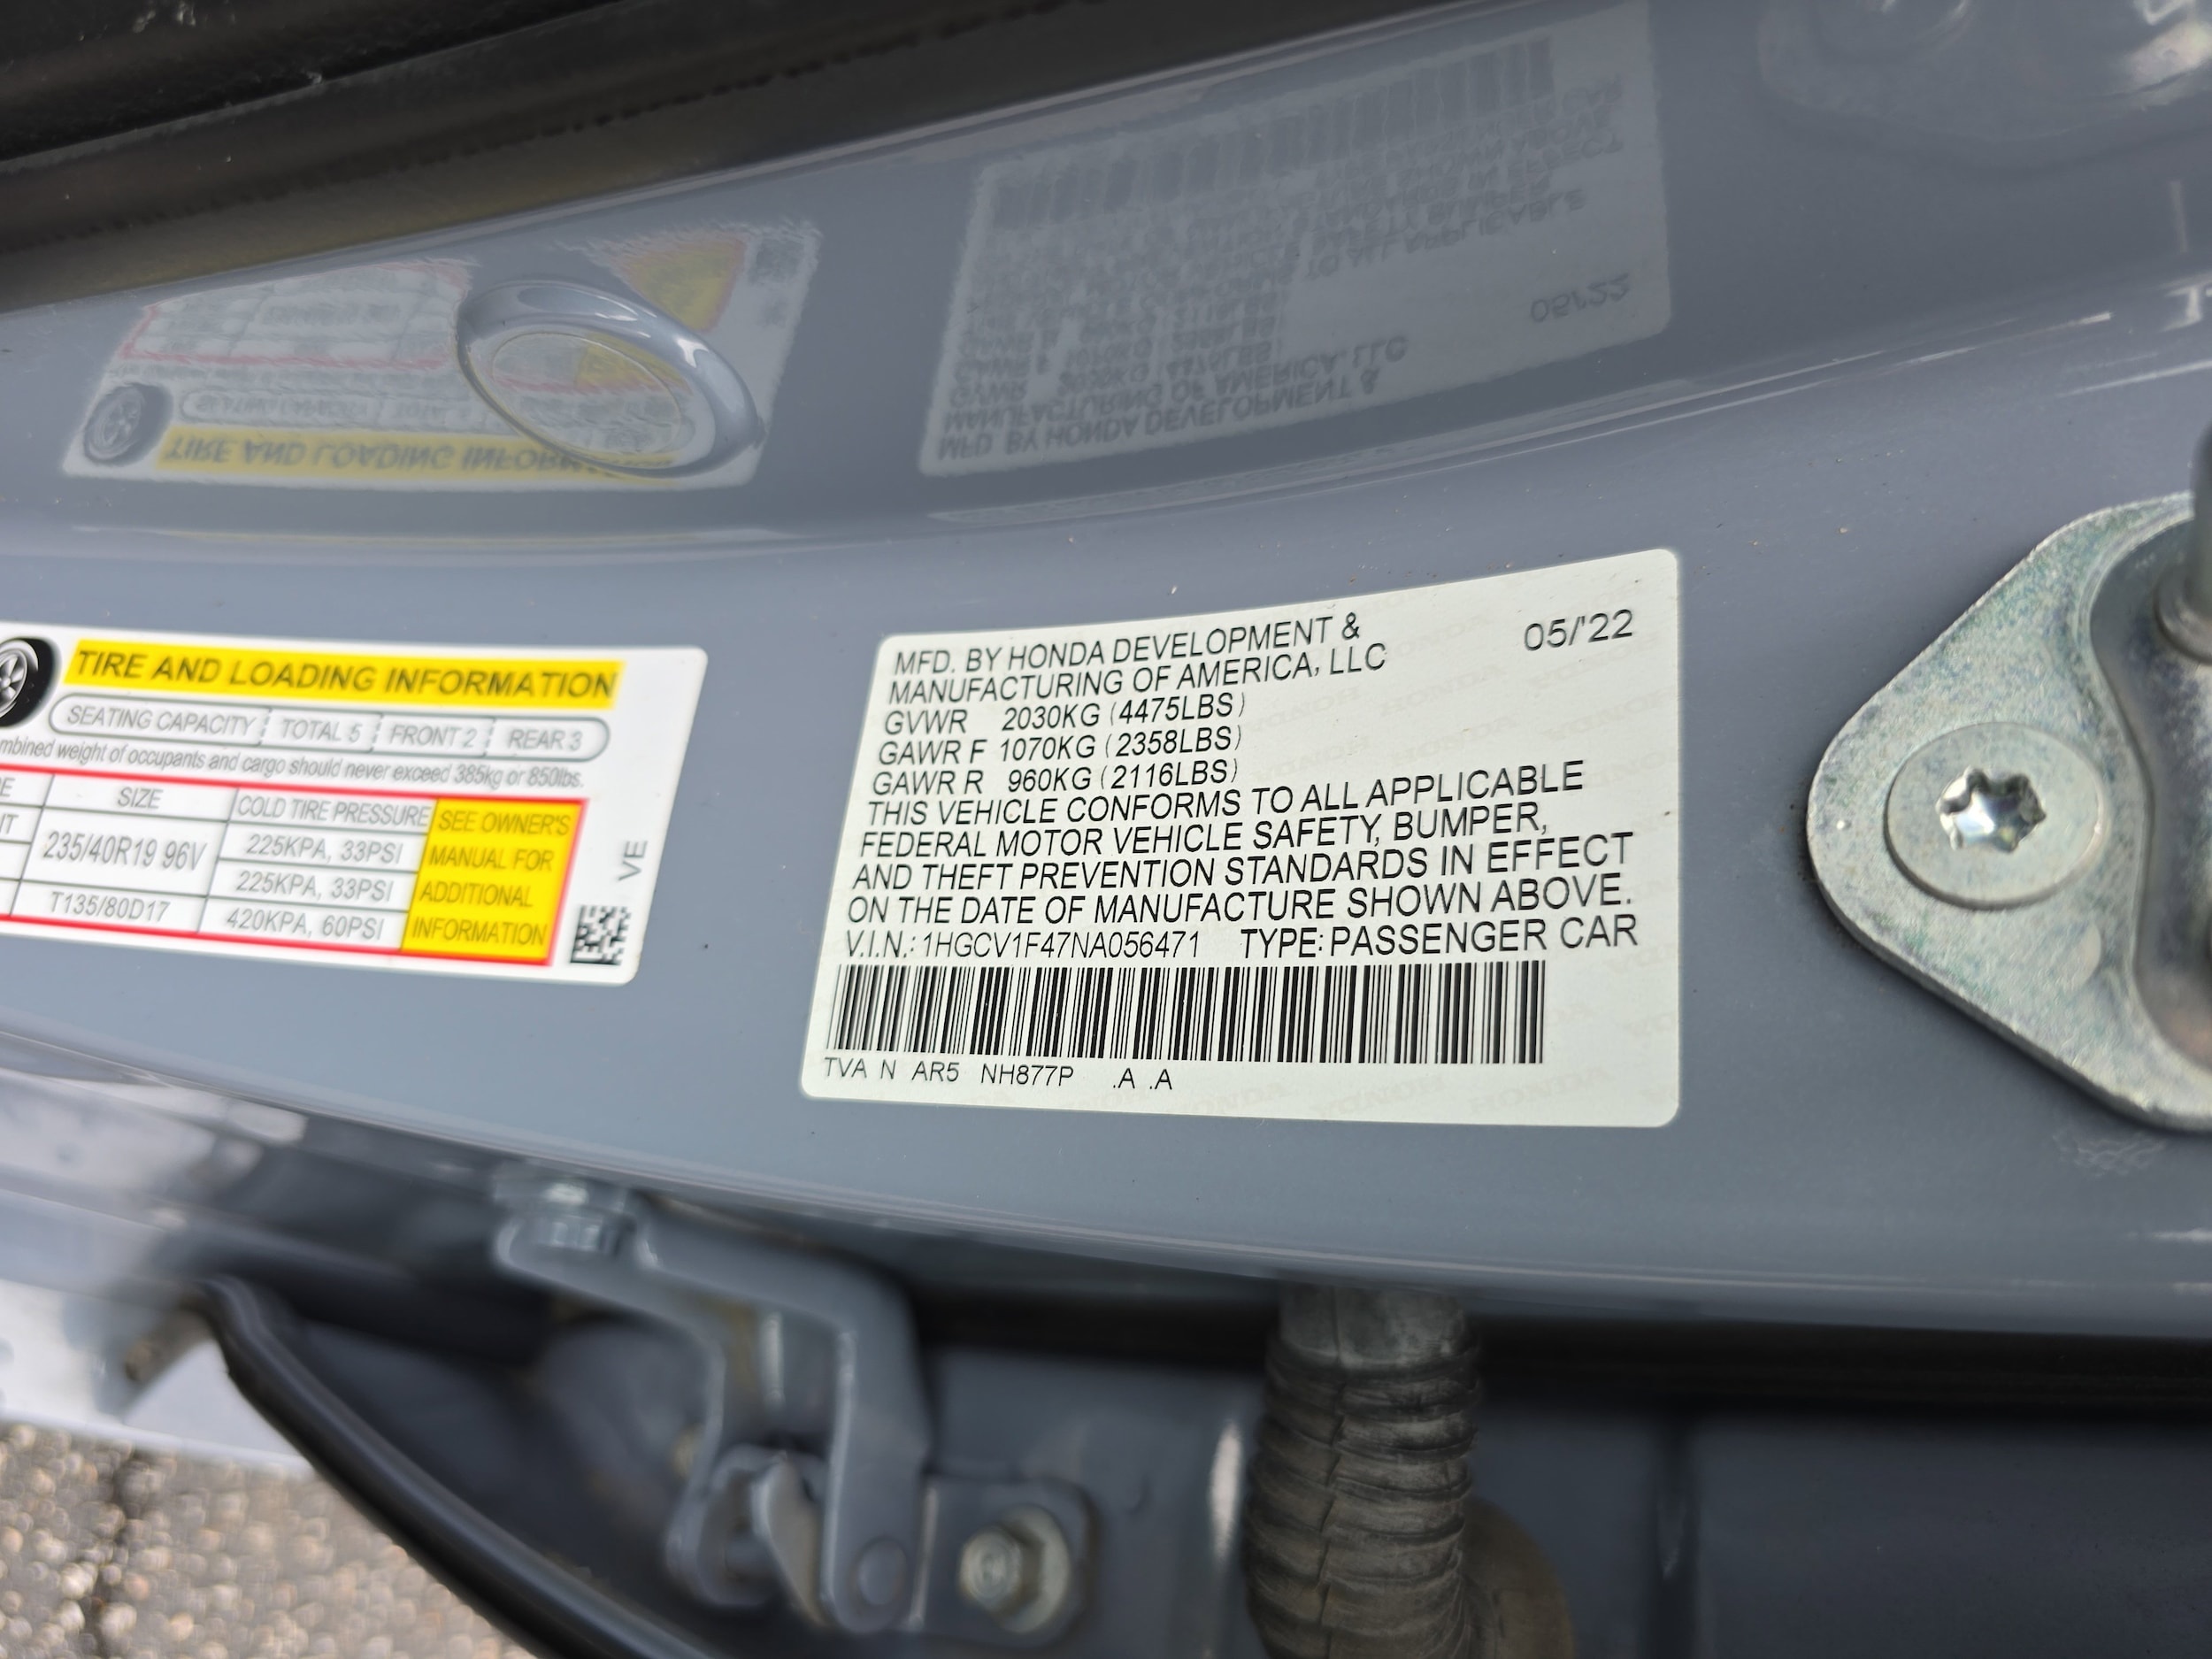 TIRE AND LOADING INFORMATION
SEATING CAPACITY TOTAL 5 FRONT 2 REAR 3
mbined weight of occupants and cargo should never exceed 385kg or 850lbs.
E SIZE COLD TIRE PRESSURE SEE OWNER'S
MANUAL FOR
ADDITIONAL
INFORMATION
235/40R19 96V 225KPA, 33PSI
225KPA, 33PSI
T135/80D17 420KPA, 60PSI
VE
MFD. BY HONDA DEVELOPMENT & 05/'22
MANUFACTURING OF AMERICA, LLC
GVWR 2030KG (4475LBS)
GAWR F 1070KG (2358LBS)
GAWR R 960KG (2116LBS)
THIS VEHICLE CONFORMS TO ALL APPLICABLE
FEDERAL MOTOR VEHICLE SAFETY, BUMPER,
AND THEFT PREVENTION STANDARDS IN EFFECT
ON THE DATE OF MANUFACTURE SHOWN ABOVE.
V.I.N.: 1HGCV1F47NA056471 TYPE: PASSENGER CAR
TVA N AR5 NH877P .A .A